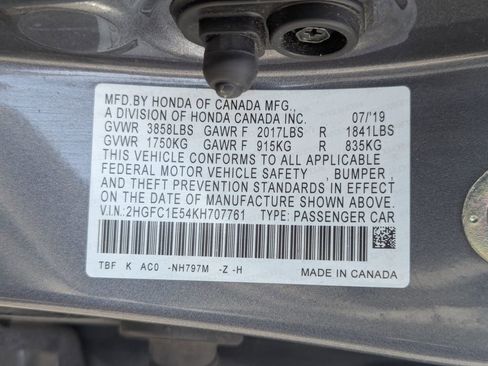 MFD.BY HONDA OF CANADA MFG.,
A DIVISION OF HONDA CANADA INC. 07/'19
GVWR 3858LBS GAWR F 2017LBS R 1841LBS
GVWR 1750KG GAWR F 915KG R 835KG
THIS VEHICLE CONFORMS TO ALL APPLICABLE
FEDERAL MOTOR VEHICLE SAFETY , BUMPER ,
AND THEFT PREVENTION STANDARDS IN EFFECT
ON THE DATE OF MANUFACTURE SHOWN ABOVE.
V.I.N.: 2HGFC1E54KH707761 TYPE: PASSENGER CAR
TBF K AC0 -NH797M -Z -H
MADE IN CANADA